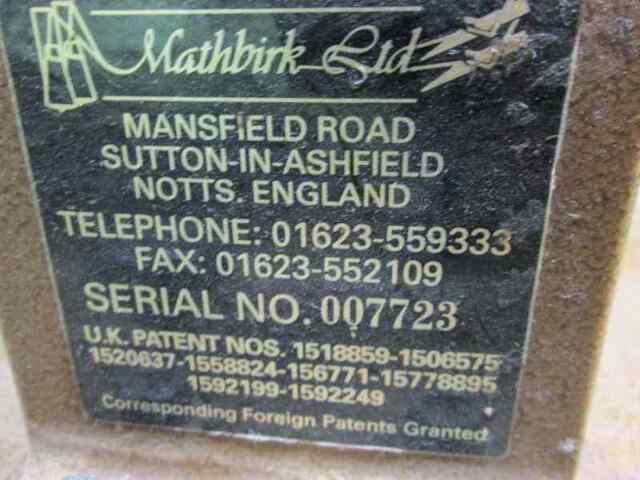 Mathbirk Ltd
MANSFIELD ROAD
SUTTON-IN-ASHFIELD
NOTTS. ENGLAND
TELEPHONE: 01623-559333
FAX: 01623-552109
SERIAL NO. 007723
U.K. PATENT NOS. 1518859-1506575
1520637-1558824-156771-15778895
1592199-1592249
Corresponding Foreign Patents Granted